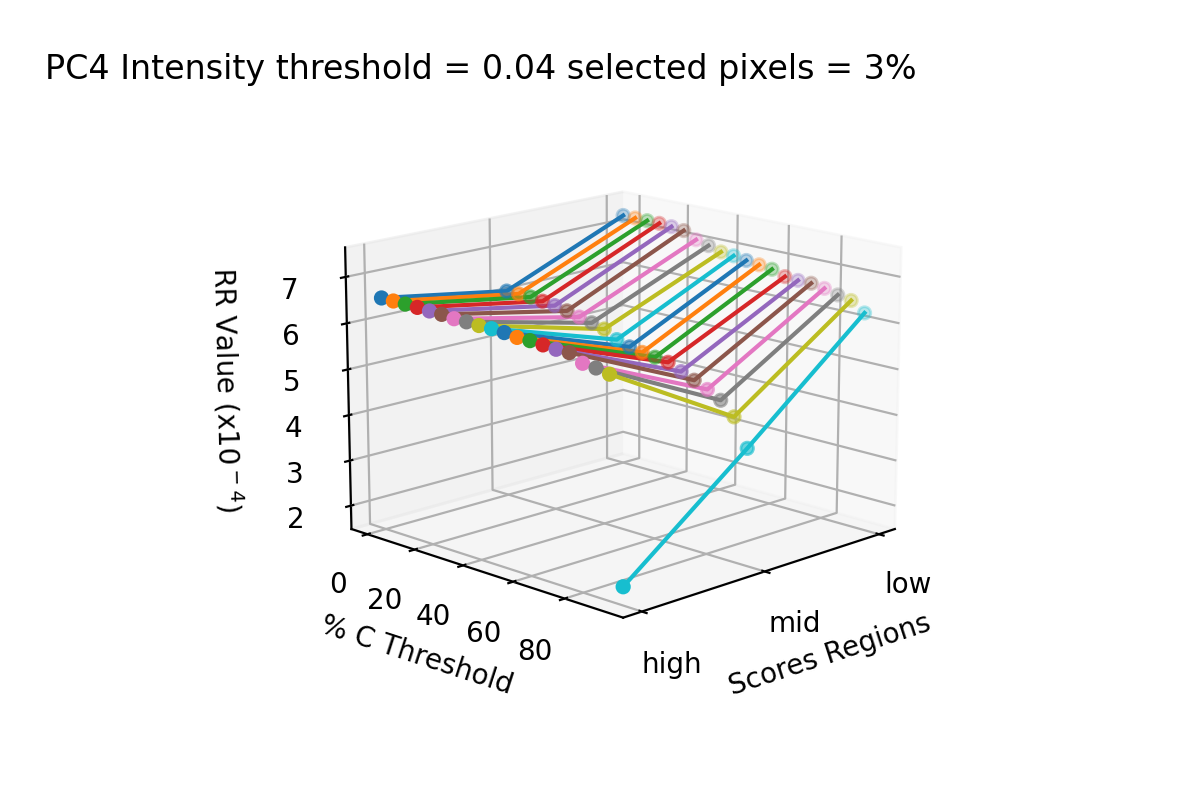 PC4 Intensity threshold = 0.04 selected pixels = 3%
RR Value (x10⁻⁴)
7
6
5
4
3
2
0
20
40
60
80
% C Threshold
high
mid
low
Scores Regions